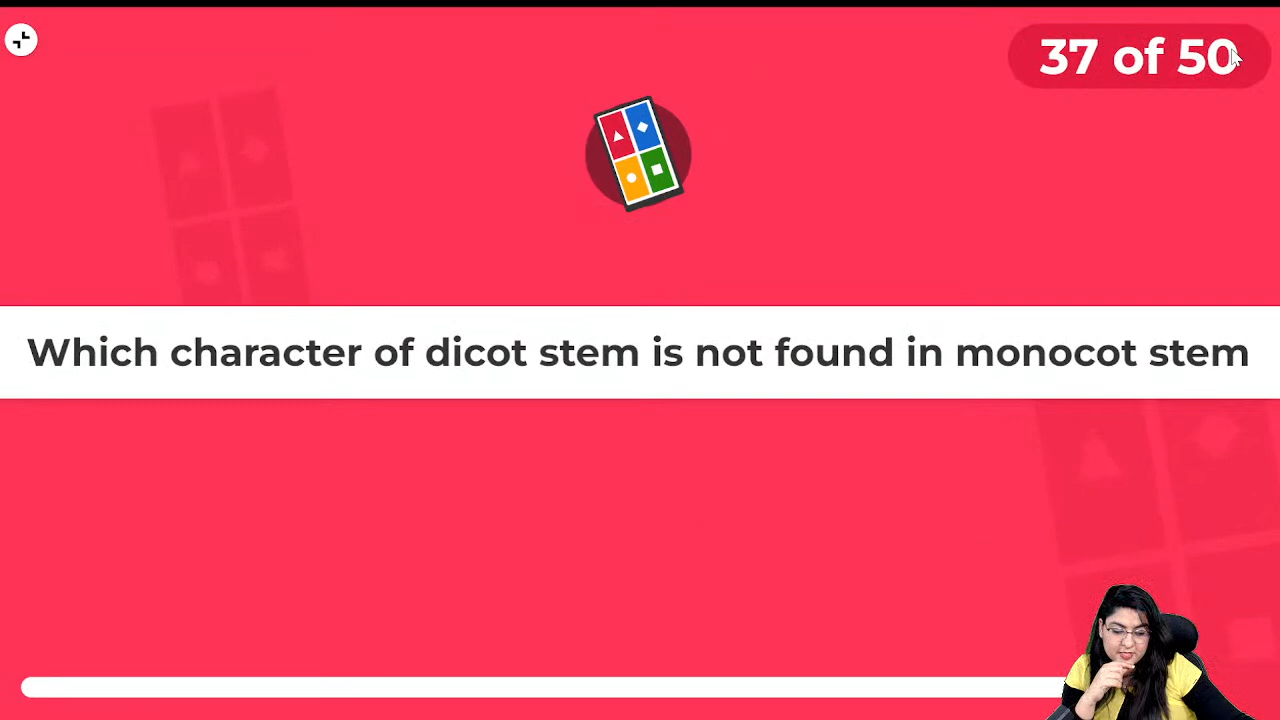 37 of 50
Which character of dicot stem is not found in monocot stem